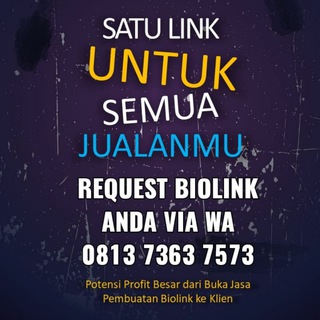 SATU LINK
UNTUK
SEMUA
JUALANMU
REQUEST BIOLINK
ANDA VIA WA
0813 7363 7573
Potensi Profit Besar dari Buka Jasa
Pembuatan Biolink ke Klien